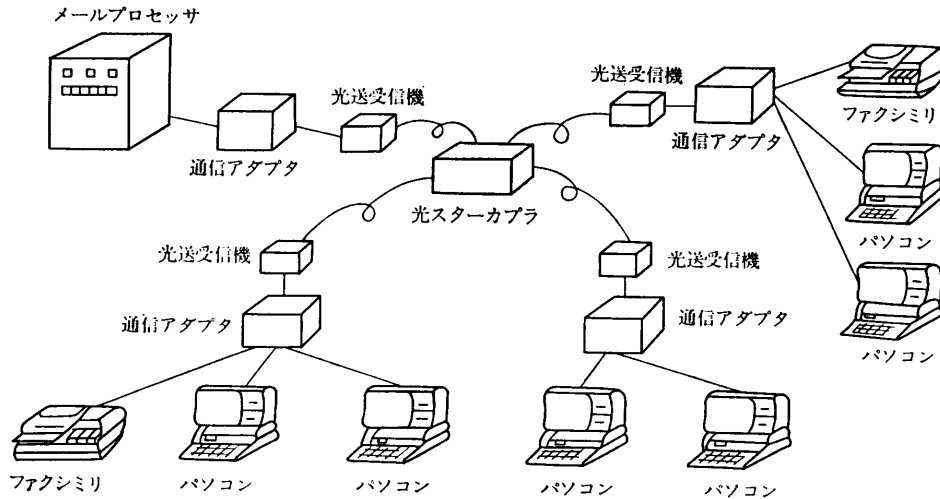 メールプロセッサ
光送受信機
通信アダプタ
光送受信機
通信アダプタ
ファクシミリ
パソコン
パソコン
光スターカプラ
光送受信機
通信アダプタ
光送受信機
通信アダプタ
ファクシミリ
パソコン
パソコン
パソコン
パソコン